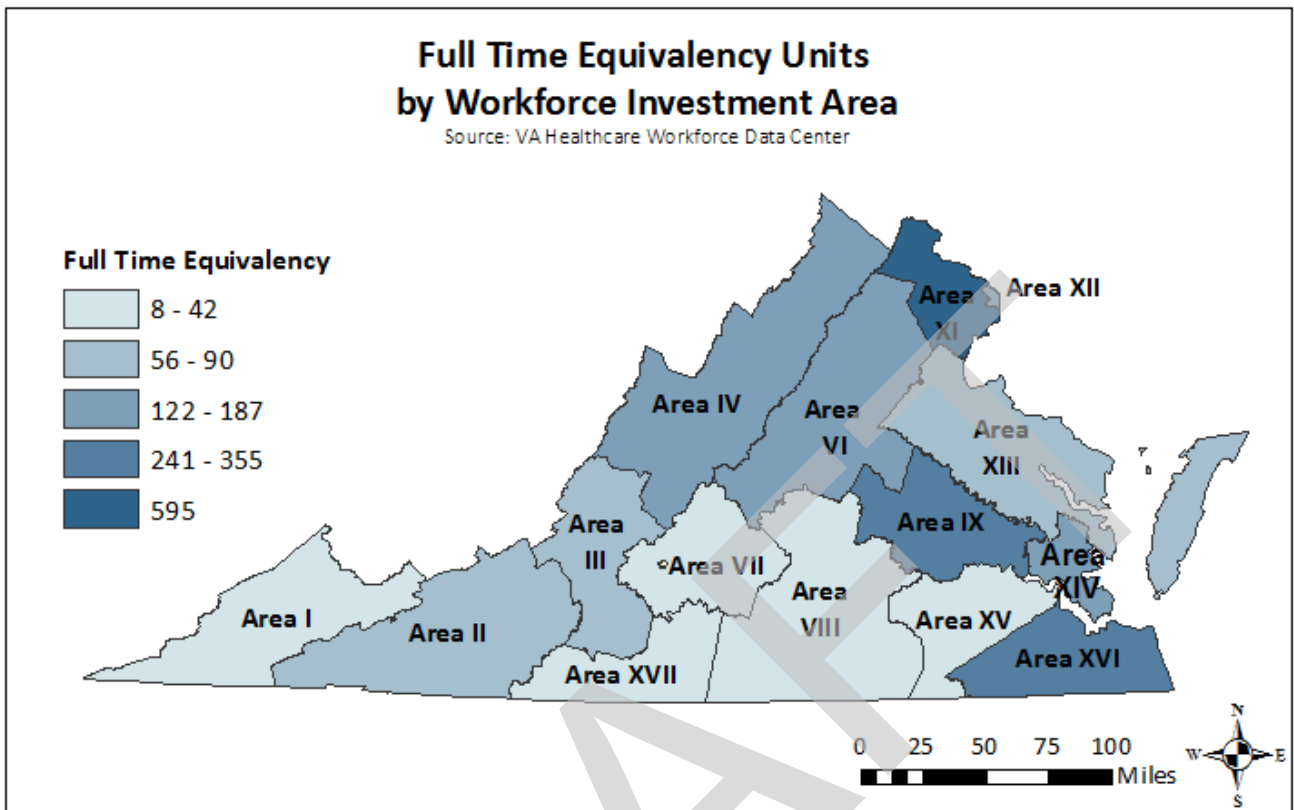 Full Time Equivalency Units
by Workforce Investment Area
Source: VA Healthcare Workforce Data Center
Full Time Equivalency
8 - 42
56 - 90
122 - 187
241 - 355
595
Area
XI
Area XII
Area IV
Area
VI
Area
XIII
Area
III
Area IX
Area VII
Area
XIV
Area I
Area II
Area
VIII
Area XV
Area XVII
Area XVI
0 25 50 75 100
Miles
N
W E
S